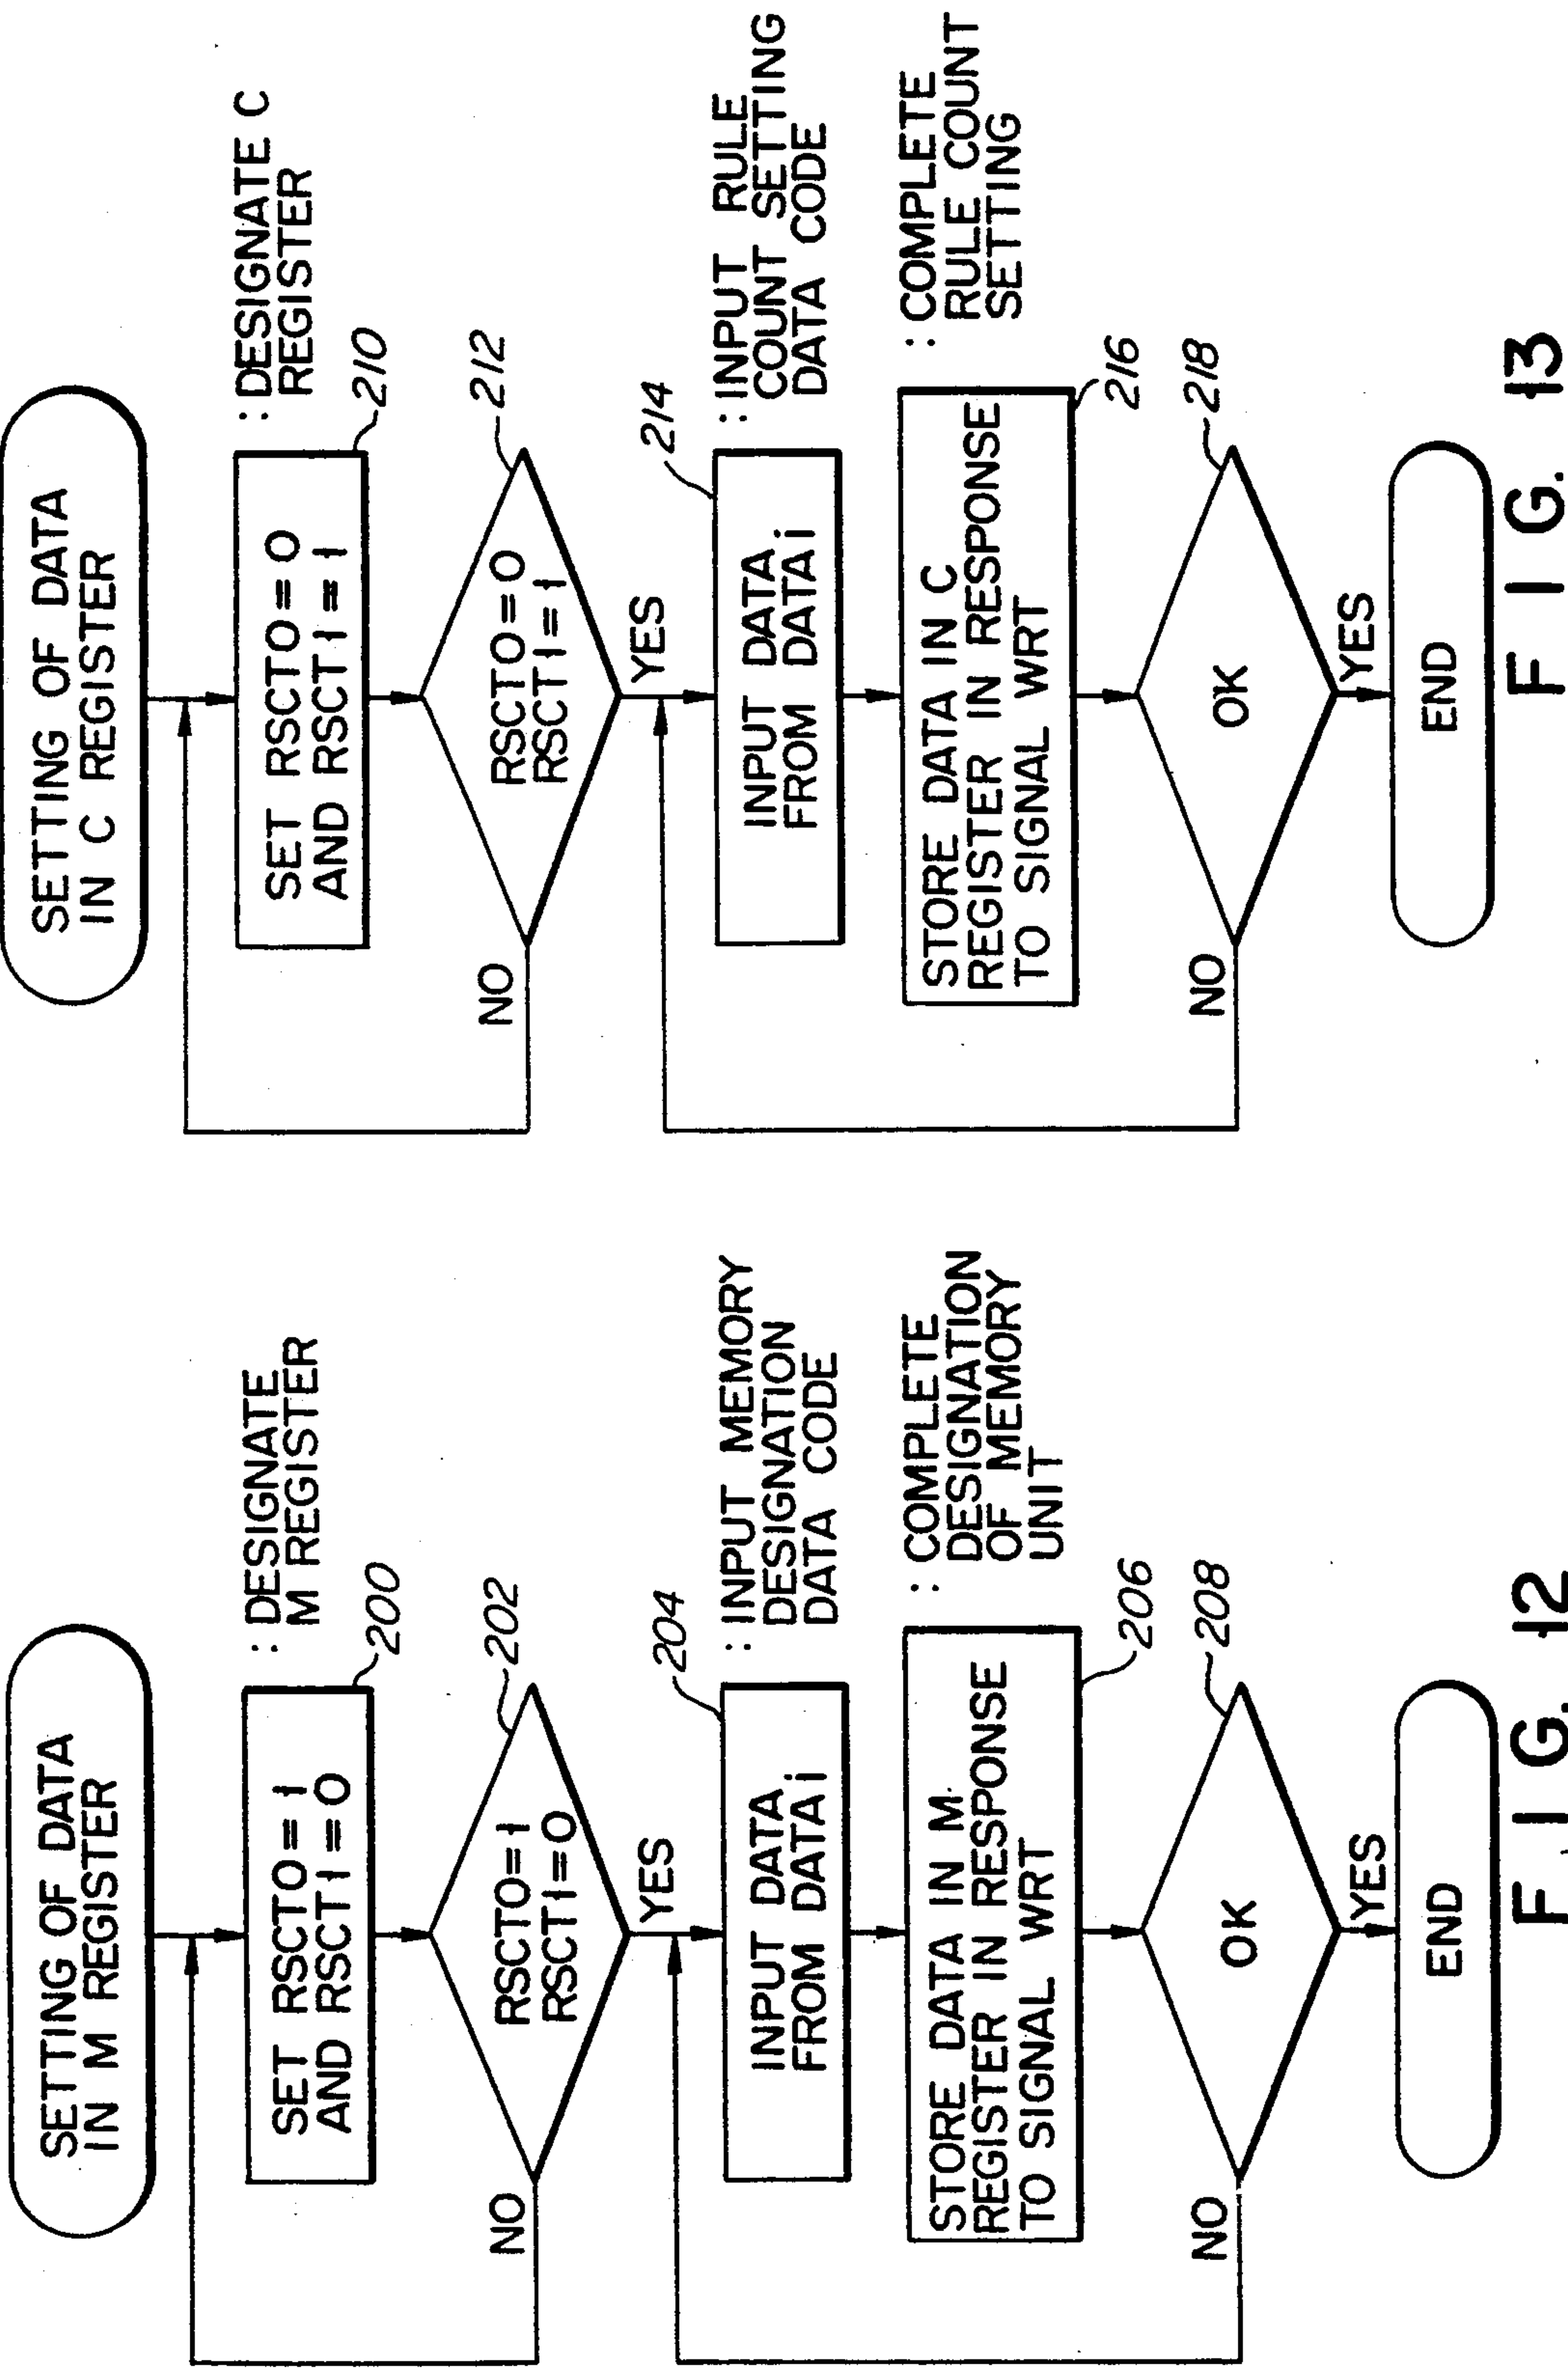 SETTING OF DATA
IN M REGISTER
SET RSCT0 = 1
AND RSCT1 = 0
: DESIGNATE
M REGISTER
200
RSCT0=1
RSCT1=0
202
NO
YES
INPUT DATA
FROM DATAi
204
: INPUT MEMORY
DESIGNATION
DATA CODE
STORE DATA IN M
REGISTER IN RESPONSE
TO SIGNAL WRT
: COMPLETE
DESIGNATION
OF MEMORY
UNIT
206
OK
208
NO
YES
END
FIG. 12
SETTING OF DATA
IN C REGISTER
SET RSCT0 = 0
AND RSCT1 = 1
: DESIGNATE C
REGISTER
210
RSCT0=0
RSCT1=1
212
NO
YES
INPUT DATA
FROM DATAi
214
: INPUT RULE
COUNT SETTING
DATA CODE
STORE DATA IN C
REGISTER IN RESPONSE
TO SIGNAL WRT
: COMPLETE
RULE COUNT
SETTING
216
OK
218
NO
YES
END
FIG. 13